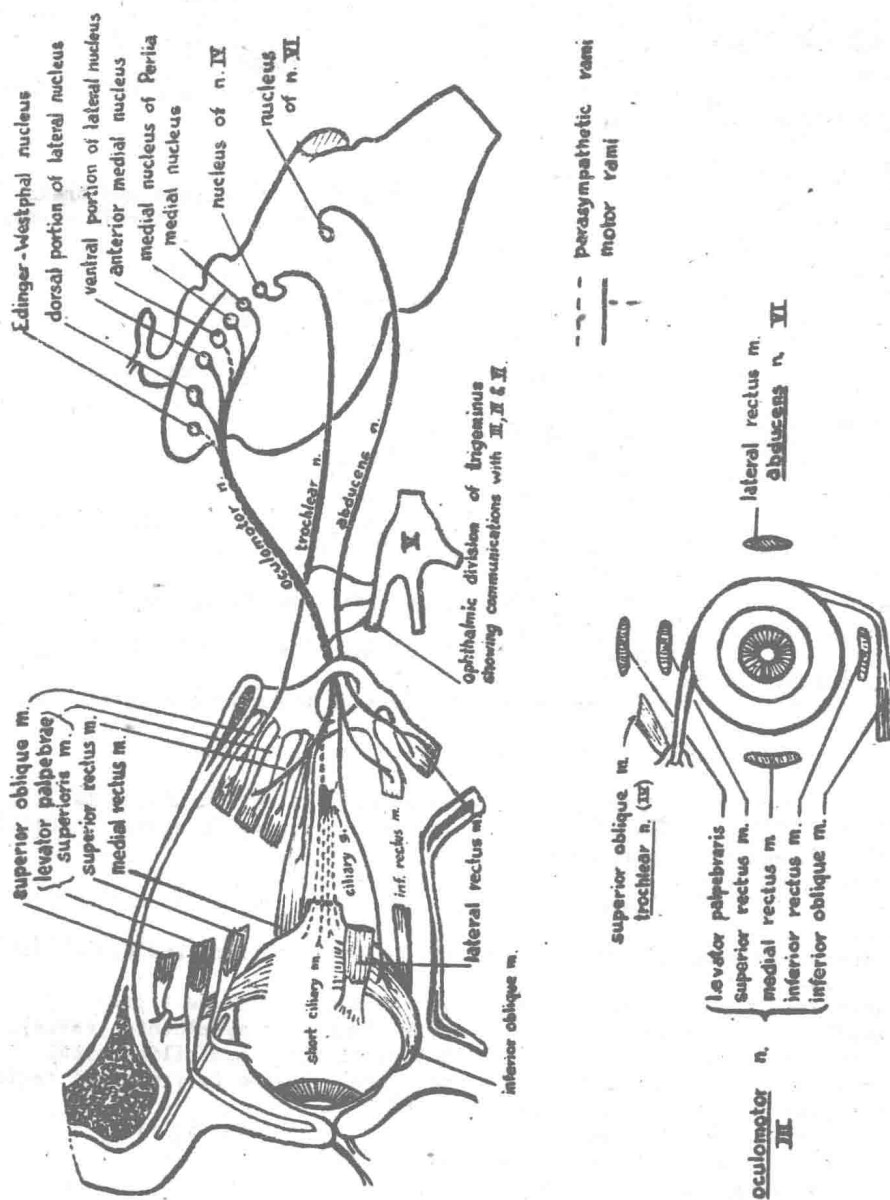 Edinger-Westphal nucleus
dorsal portion of lateral nucleus
ventral portion of lateral nucleus
anterior medial nucleus
medial nucleus of Perlia
medial nucleus
nucleus of n. IV
nucleus
of n. VI
superior oblique m.
(levator palpebrae
superioris m.)
superior rectus m.
medial rectus m.
oculomotor n.
trochlear n.
abducens n.
V
ophthalmic division of trigeminus
showing communications with III, IV & VI.
short ciliary nn.
ciliary g.
inf. rectus m.
lateral rectus m.
inferior oblique m.
parasympathetic rami
motor rami
superior oblique m.
trochlear n. (IV)
(levator palpebraris
superior rectus m.
medial rectus m
inferior rectus m.
(inferior oblique m.
oculomotor n.
III
lateral rectus m.
abducens n. VI